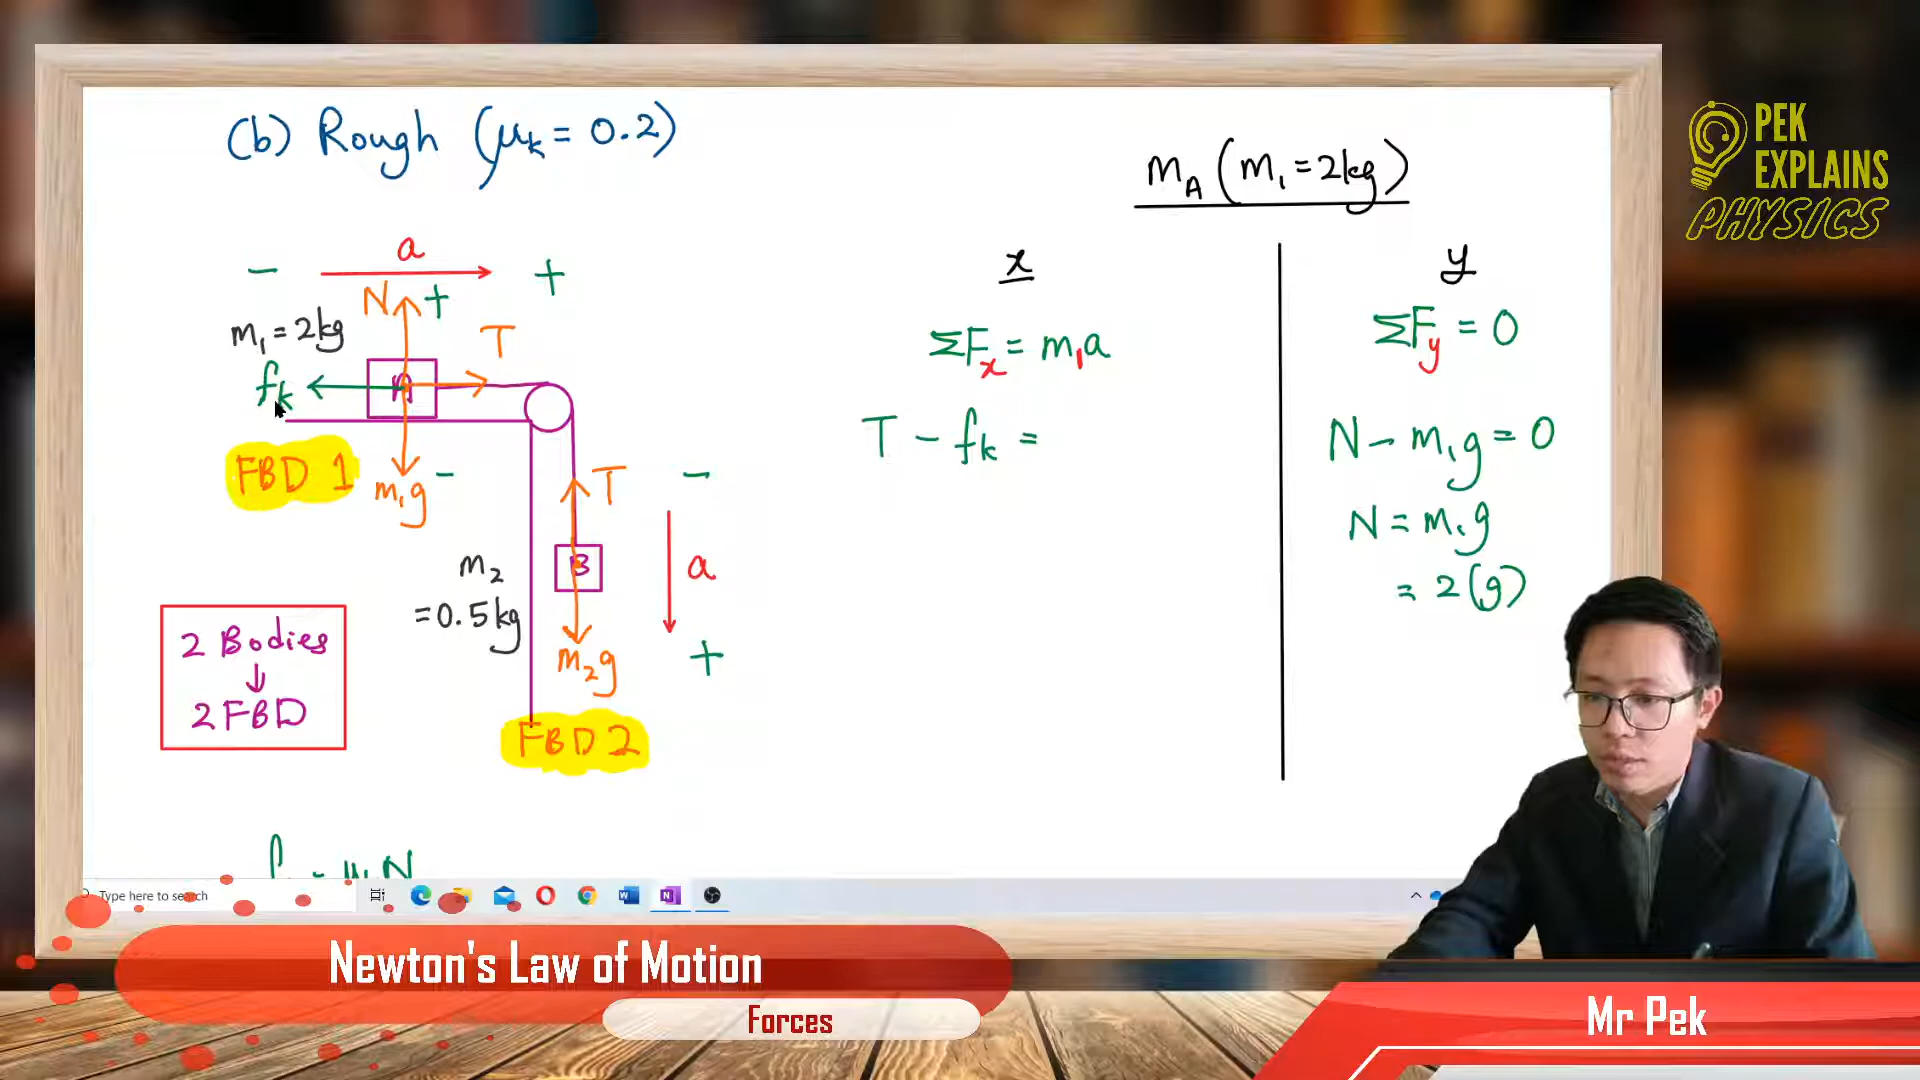 (b) Rough (μk = 0.2)
mA (m₁ = 2kg)
PEK
EXPLAINS
PHYSICS
a
- +
N +
m₁ = 2kg
T
fk
A
FBD 1
m₁g -
T -
m₂
= 0.5kg
B
a
m₂g
+
FBD 2
2 Bodies
↓
2 FBD
x
ΣFx = m₁a
T - fk =
y
ΣFy = 0
N - m₁g = 0
N = m₁g
= 2(g)
Type here to search
Newton's Law of Motion
Forces
Mr Pek